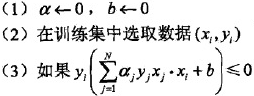 (1) α←0, b←0
(2) 在训练集中选取数据(xᵢ,yᵢ)
(3) 如果 yᵢ(∑ⱼ₌₁ᴺ αⱼyⱼxⱼ·xᵢ+b)≤0